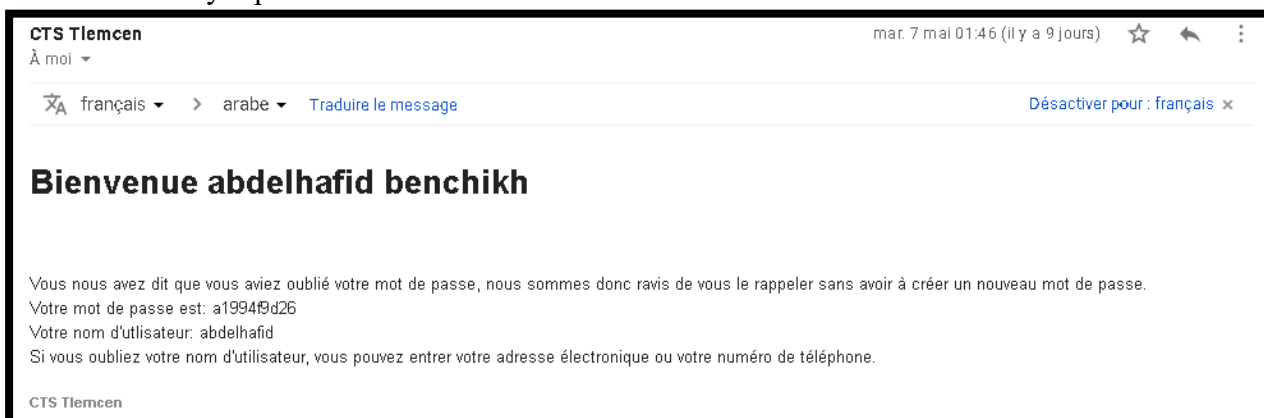 CTS Tlemcen
mar. 7 mai 01:46 (il y a 9 jours)
À moi
français > arabe Traduire le message
Désactiver pour : français ×
Bienvenue abdelhafid benchikh
Vous nous avez dit que vous aviez oublié votre mot de passe, nous sommes donc ravis de vous le rappeler sans avoir à créer un nouveau mot de passe.
Votre mot de passe est: a1994f9d26
Votre nom d'utlisateur: abdelhafid
Si vous oubliez votre nom d'utilisateur, vous pouvez entrer votre adresse électronique ou votre numéro de téléphone.
CTS Tlemcen